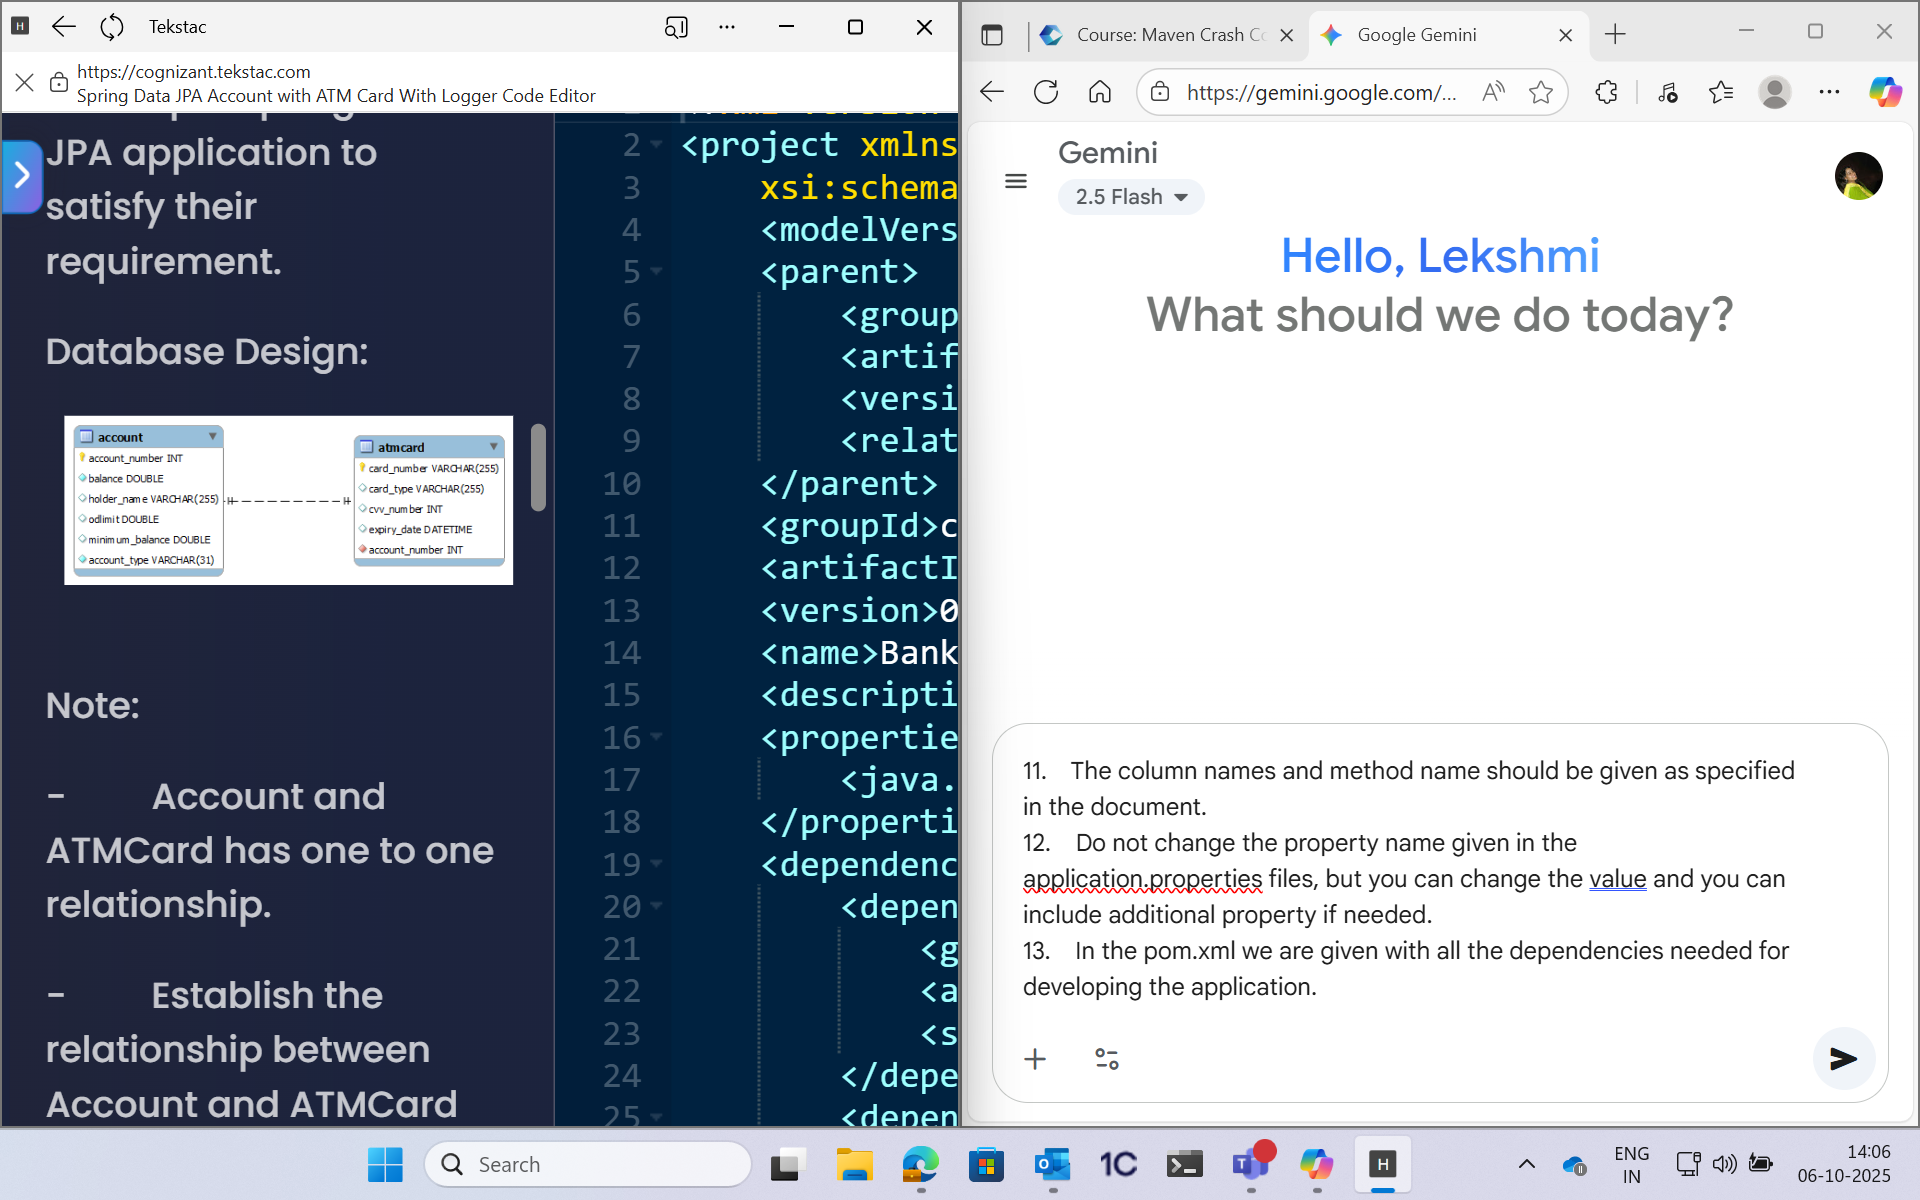 H
Tekstac
https://cognizant.tekstac.com
Spring Data JPA Account with ATM Card With Logger Code Editor
JPA application to
satisfy their
requirement.
Database Design:
account
account_number INT
balance DOUBLE
holder_name VARCHAR(255)
odlimit DOUBLE
minimum_balance DOUBLE
account_type VARCHAR(31)
atmcard
card_number VARCHAR(255)
card_type VARCHAR(255)
cvv_number INT
expiry_date DATETIME
account_number INT
Note:
- Account and
ATMCard has one to one
relationship.
- Establish the
relationship between
Account and ATMCard
2 <project xmlns
3 xsi:schema
4 <modelVers
5 <parent>
6 <group
7 <artif
8 <versi
9 <relat
10 </parent>
11 <groupId>c
12 <artifactI
13 <version>0
14 <name>Bank
15 <descripti
16 <propertie
17 <java.
18 </properti
19 <dependenc
20 <depen
21 <g
22 <a
23 <s
24 </depe
25 <depen
Course: Maven Crash Co
Google Gemini
https://gemini.google.com/...
Gemini
2.5 Flash
Hello, Lekshmi
What should we do today?
11. The column names and method name should be given as specified
in the document.
12. Do not change the property name given in the
application.properties files, but you can change the value and you can
include additional property if needed.
13. In the pom.xml we are given with all the dependencies needed for
developing the application.
Search
1C
H
ENG
IN
14:06
06-10-2025